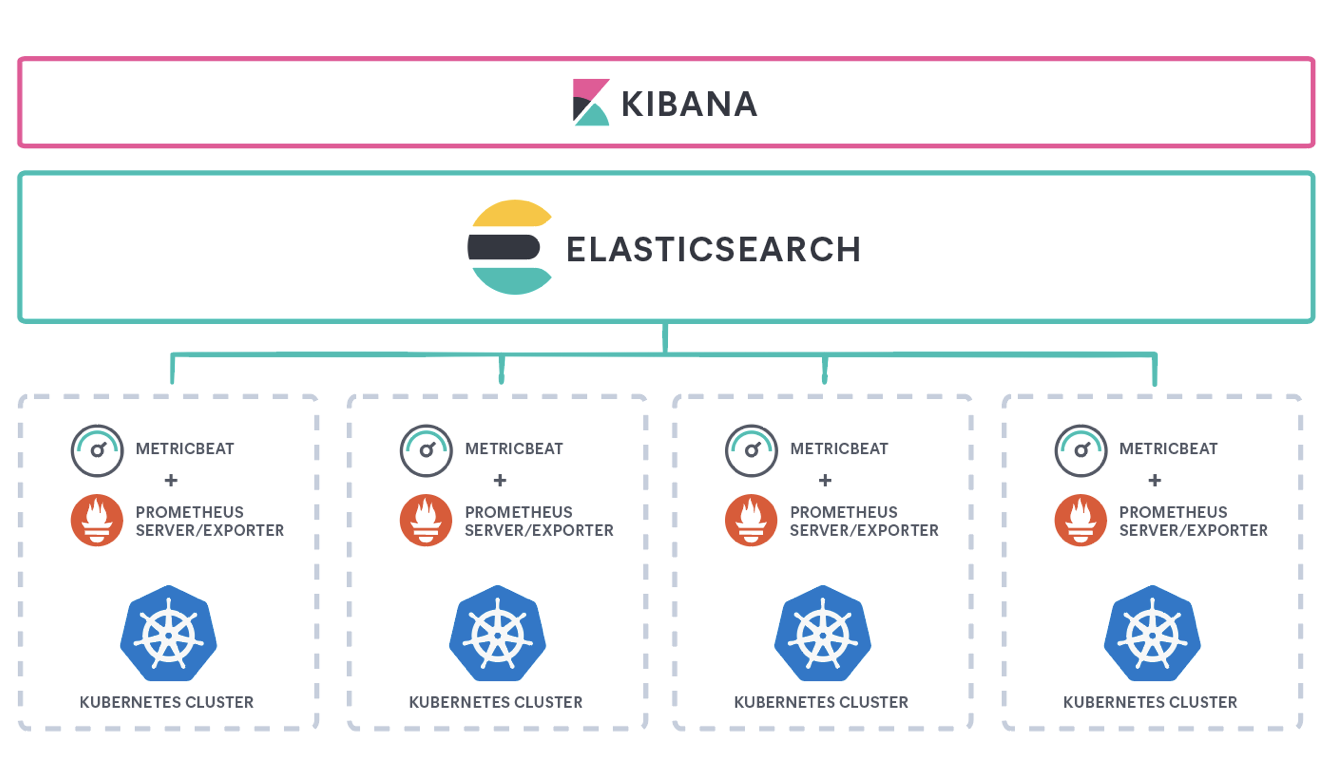 KIBANA
ELASTICSEARCH
METRICBEAT
+
PROMETHEUS
SERVER/EXPORTER
KUBERNETES CLUSTER
METRICBEAT
+
PROMETHEUS
SERVER/EXPORTER
KUBERNETES CLUSTER
METRICBEAT
+
PROMETHEUS
SERVER/EXPORTER
KUBERNETES CLUSTER
METRICBEAT
+
PROMETHEUS
SERVER/EXPORTER
KUBERNETES CLUSTER